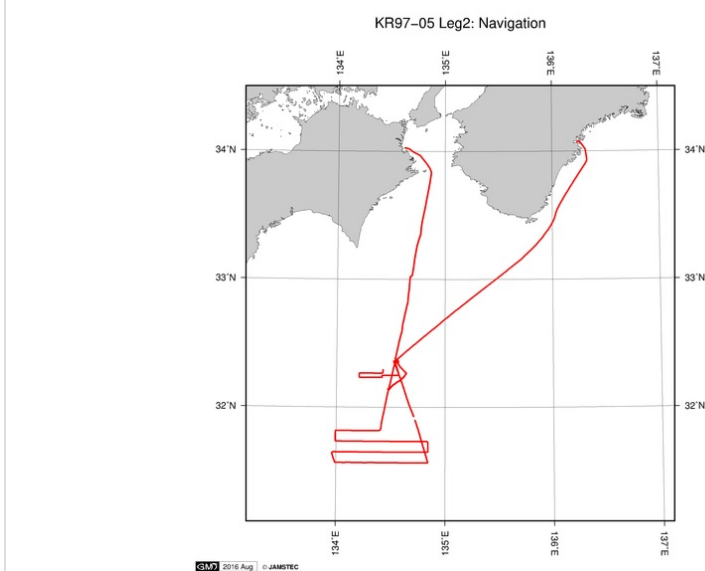 KR97−05 Leg2: Navigation
134˚E 135˚E 136˚E 137˚E
34˚N 34˚N
33˚N 33˚N
32˚N 32˚N
134˚E 135˚E 136˚E 137˚E
GMD 2016 Aug © JAMSTEC